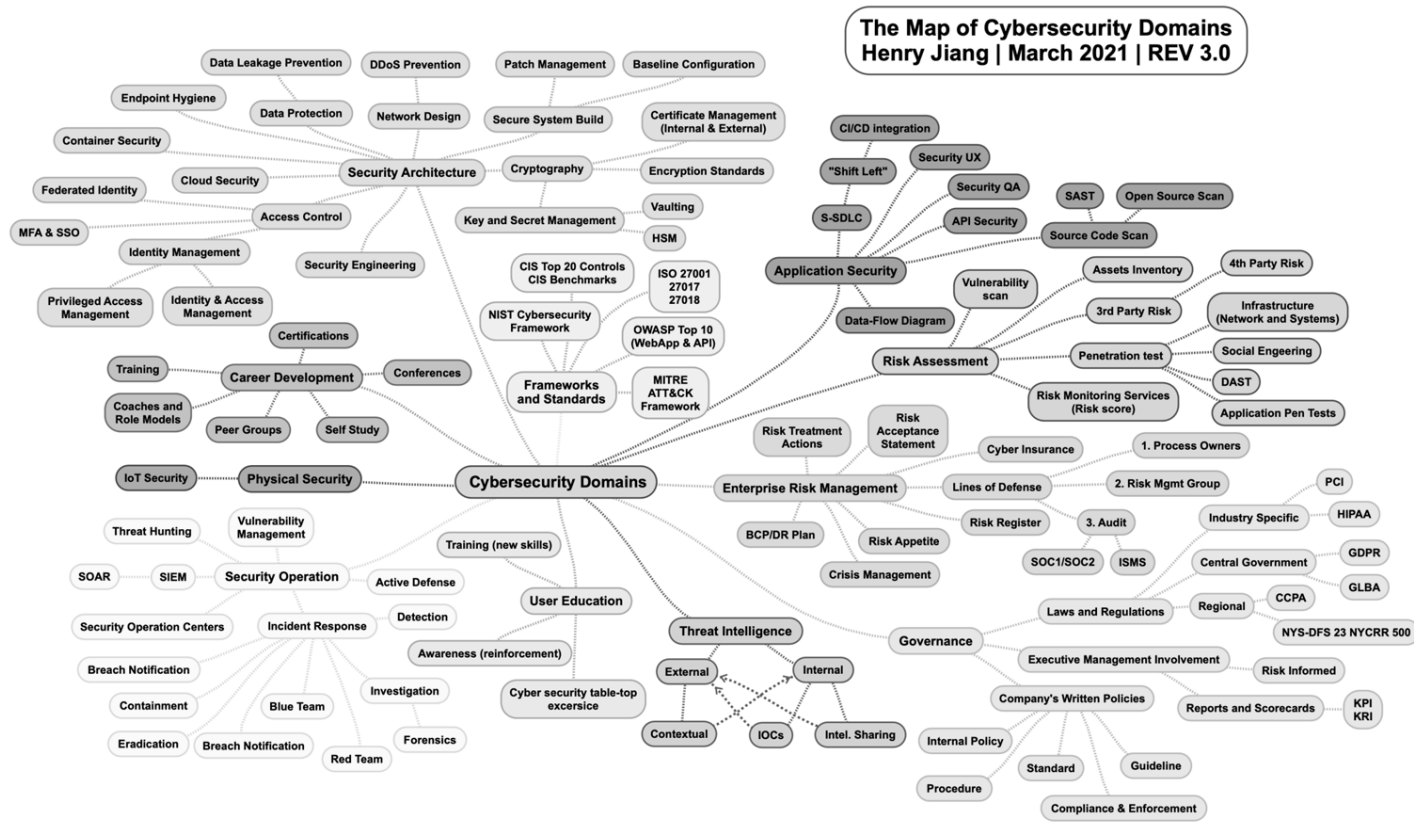 The Map of Cybersecurity Domains
Henry Jiang | March 2021 | REV 3.0
Data Leakage Prevention
DDoS Prevention
Patch Management
Baseline Configuration
Endpoint Hygiene
Data Protection
Network Design
Secure System Build
Certificate Management
(Internal & External)
Container Security
Security Architecture
Cryptography
Encryption Standards
Cloud Security
Federated Identity
Access Control
Key and Secret Management
Vaulting
HSM
MFA & SSO
Identity Management
Security Engineering
Privileged Access
Management
Identity & Access
Management
CI/CD integration
"Shift Left"
Security UX
Security QA
S-SDLC
API Security
SAST
Open Source Scan
Source Code Scan
Application Security
Data-Flow Diagram
CIS Top 20 Controls
CIS Benchmarks
ISO 27001
27017
27018
NIST Cybersecurity
Framework
OWASP Top 10
(WebApp & API)
Frameworks
and Standards
MITRE
ATT&CK
Framework
Vulnerability
scan
Assets Inventory
4th Party Risk
3rd Party Risk
Infrastructure
(Network and Systems)
Risk Assessment
Penetration test
Social Engeering
DAST
Risk Monitoring Services
(Risk score)
Application Pen Tests
Certifications
Training
Career Development
Conferences
Coaches and
Role Models
Peer Groups
Self Study
IoT Security
Physical Security
Cybersecurity Domains
Risk Treatment
Actions
Risk
Acceptance
Statement
Cyber Insurance
1. Process Owners
Enterprise Risk Management
Lines of Defense
2. Risk Mgmt Group
BCP/DR Plan
Risk Appetite
Risk Register
3. Audit
Crisis Management
SOC1/SOC2
ISMS
PCI
Industry Specific
HIPAA
Central Government
GDPR
GLBA
Laws and Regulations
Regional
CCPA
NYS-DFS 23 NYCRR 500
Governance
Executive Management Involvement
Risk Informed
Company's Written Policies
Reports and Scorecards
KPI
KRI
Internal Policy
Procedure
Standard
Guideline
Compliance & Enforcement
Threat Hunting
Vulnerability
Management
SOAR
SIEM
Security Operation
Active Defense
Security Operation Centers
Incident Response
Detection
Breach Notification
Containment
Eradication
Breach Notification
Blue Team
Red Team
Investigation
Forensics
Training (new skills)
User Education
Awareness (reinforcement)
Cyber security table-top
excersice
Threat Intelligence
External
Internal
Contextual
IOCs
Intel. Sharing